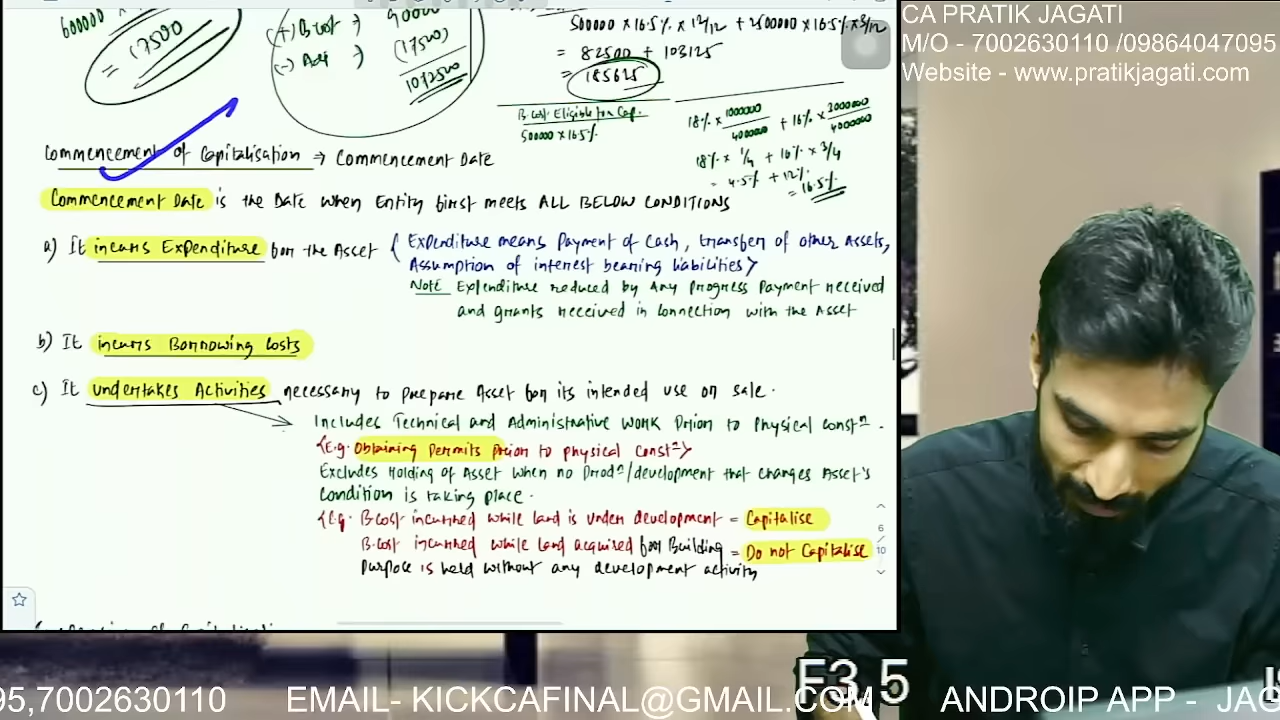 CA PRATIK JAGATI
M/O - 7002630110 /09864047095
Website - www.pratikjagati.com
600000
= 17500
(+) B Cost
90000
(-)
(17500)
1072500
500000 × 16.5% × 12/12 + 2500000 × 16.5% × 3/12
= 82500 + 103125
= 185625
B.cost Eligible for Cap.
500000 × 16.5%
18% × 1000000/4000000 + 16% × 3000000/4000000
18% × 1/4 + 16% × 3/4
= 4.5% + 12%
= 16.5%
Commencement of Capitalisation ⇒ Commencement Date
Commencement Date is the Date when Entity first meets ALL BELOW CONDITIONS
a) It incurs Expenditure for the Asset { Expenditure means Payment of Cash, transfer of other Assets,
Assumption of interest bearing liabilities}
Note Expenditure reduced by Any Progress Payment received
and grants received in connection with the Asset
b) It incurs Borrowing Costs
c) It undertakes Activities necessary to prepare Asset for its intended use or sale.
Includes Technical and Administrative work Prior to Physical constⁿ.
{E.g. Obtaining Permits Prior to physical constⁿ}
Excludes Holding of Asset when no Prodⁿ/development that changes Asset's
Condition is taking place.
{E.g. B.cost incurred while land is under development = Capitalise
B.cost incurred while land acquired for Building = Do not Capitalise
Purpose is held without any development activity
6
/
10
F3 5
95,7002630110 EMAIL- KICKCAFINAL@GMAIL.COM ANDROIP APP - JAG